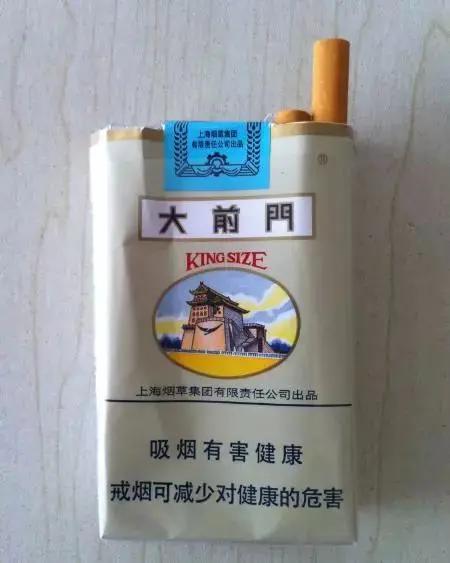 上海烟草集团
有限责任公司出品
大前門
®
KING SIZE
上海烟草集团有限责任公司出品
吸烟有害健康
戒烟可减少对健康的危害